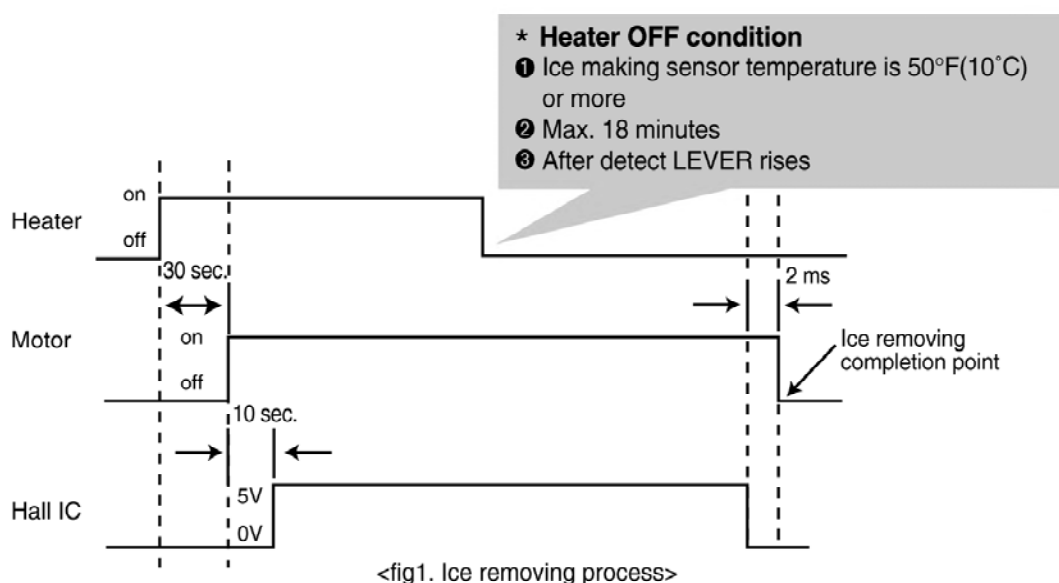 * Heater OFF condition
❶ Ice making sensor temperature is 50°F(10˚C)
or more
❷ Max. 18 minutes
❸ After detect LEVER rises
on
Heater
off
30 sec.
2 ms
Motor
on
off
Ice removing
completion point
10 sec.
5V
Hall IC
0V
<fig1. Ice removing process>